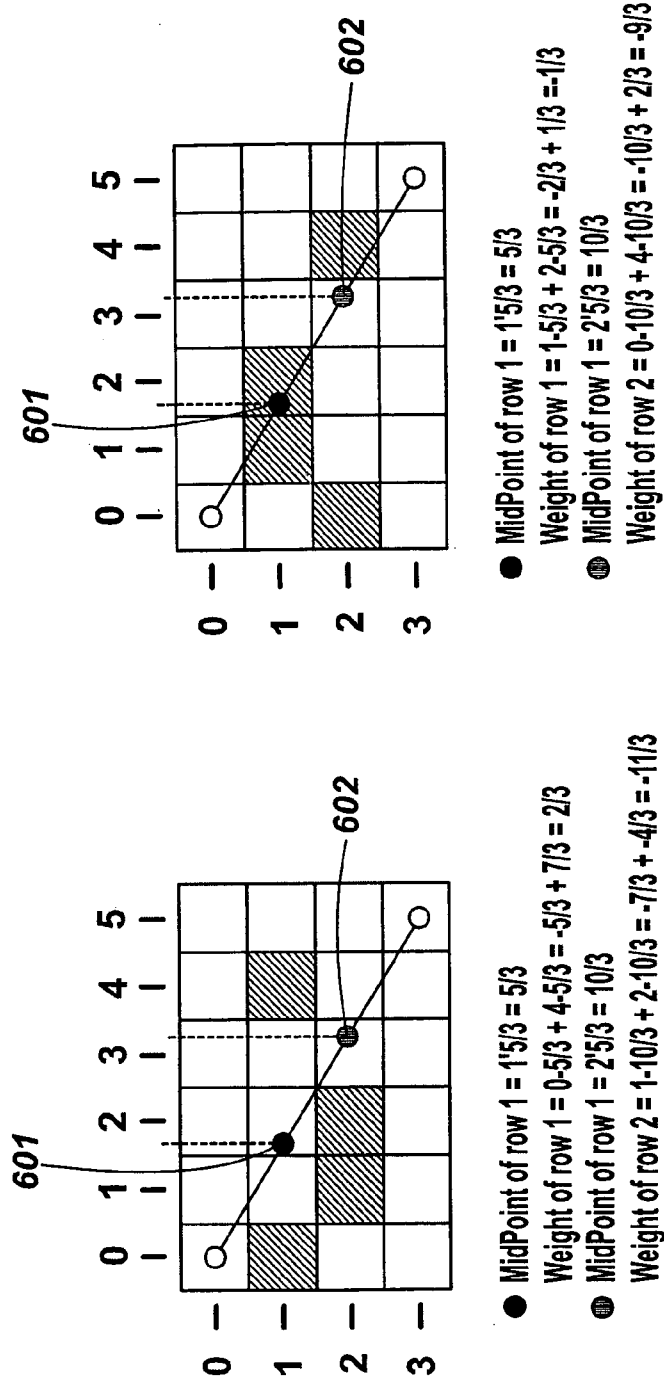 601
0 1 2 3 4 5
0
1
2
3
602
● MidPoint of row 1 = 1'5/3 = 5/3
Weight of row 1 = 0-5/3 + 4-5/3 = -5/3 + 7/3 = 2/3
MidPoint of row 1 = 2'5/3 = 10/3
Weight of row 2 = 1-10/3 + 2-10/3 = -7/3 + -4/3 = -11/3
601
0 1 2 3 4 5
0
1
2
3
602
● MidPoint of row 1 = 1'5/3 = 5/3
Weight of row 1 = 1-5/3 + 2-5/3 = -2/3 + 1/3 =-1/3
MidPoint of row 1 = 2'5/3 = 10/3
Weight of row 2 = 0-10/3 + 4-10/3 = -10/3 + 2/3 = -9/3